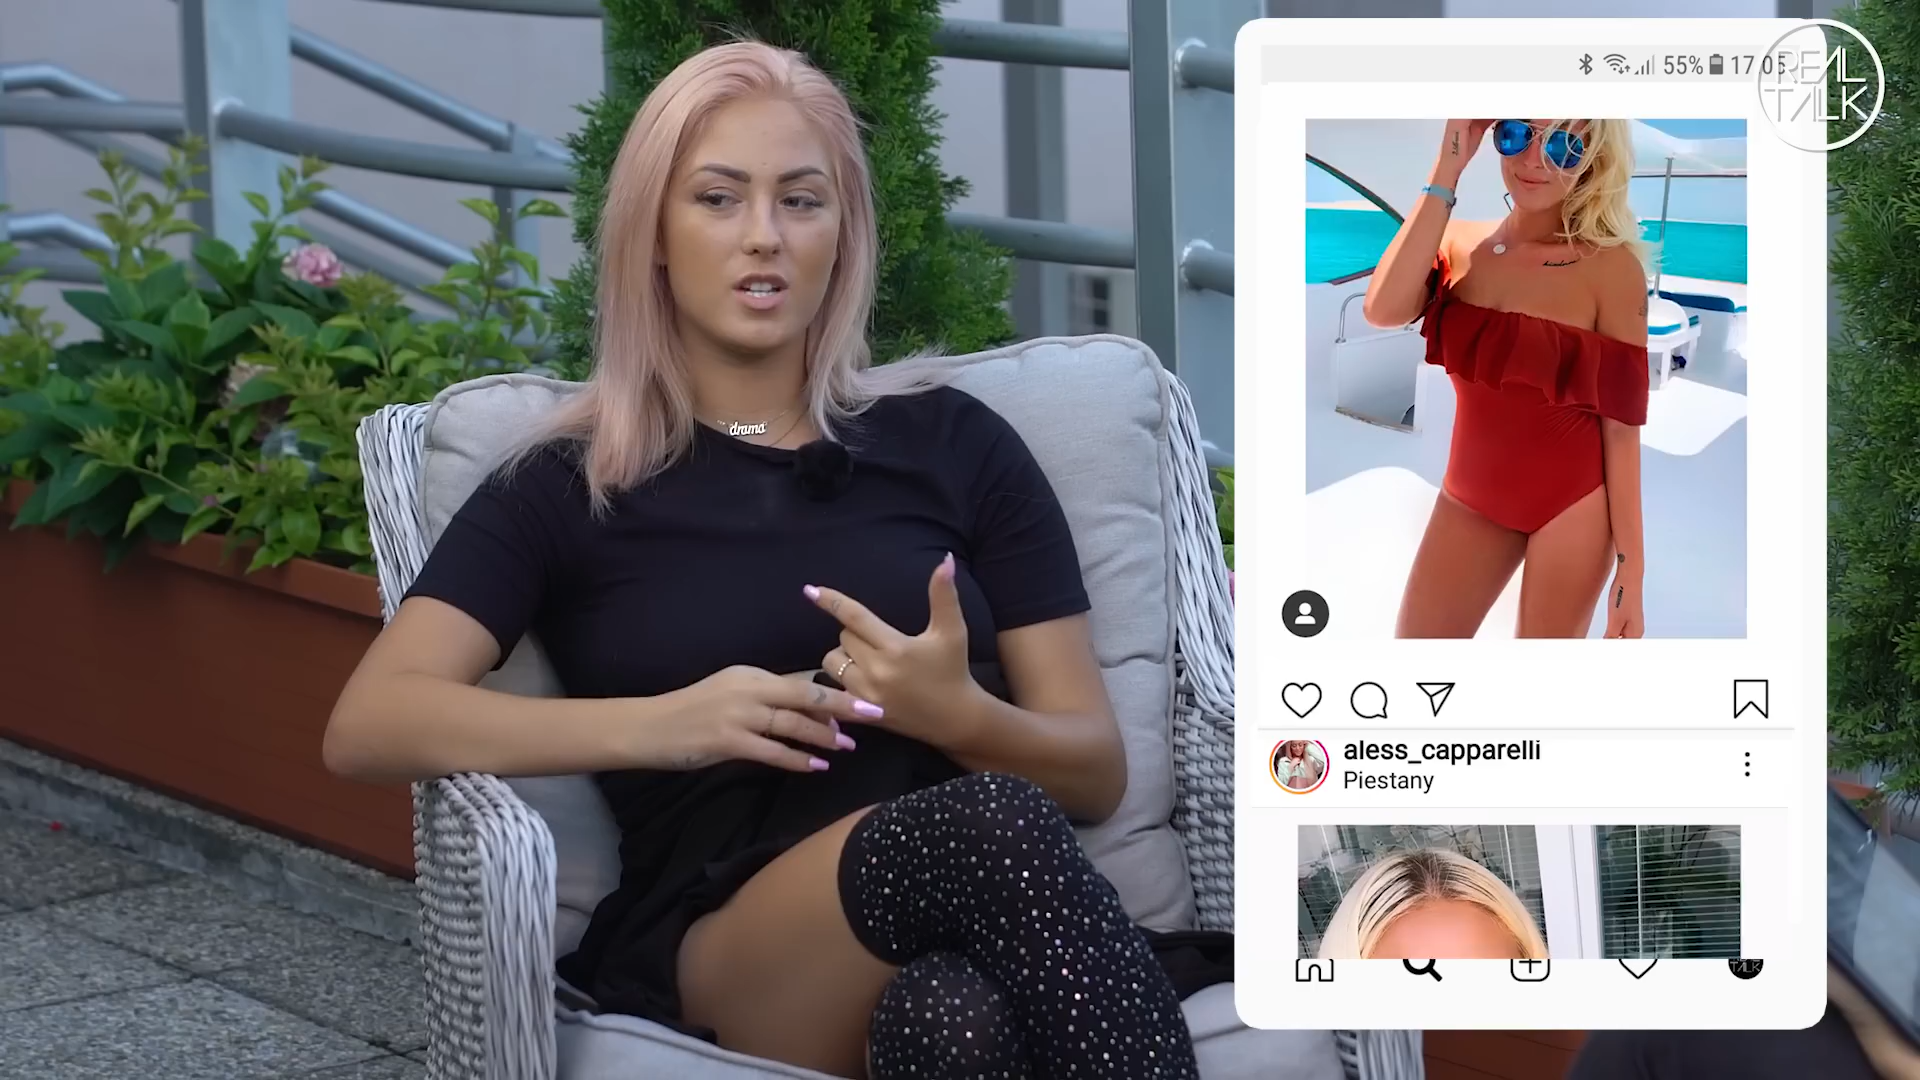 drama
55% 17 05
REAL
TALK
aless_capparelli
Piestany